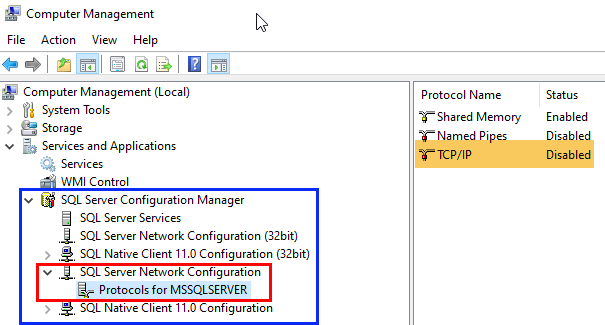 Computer Management
File Action View Help
Computer Management (Local)
System Tools
Storage
Services and Applications
Services
WMI Control
SQL Server Configuration Manager
SQL Server Services
SQL Server Network Configuration (32bit)
SQL Native Client 11.0 Configuration (32bit)
SQL Server Network Configuration
Protocols for MSSQLSERVER
SQL Native Client 11.0 Configuration
Protocol Name Status
Shared Memory Enabled
Named Pipes Disabled
TCP/IP Disabled